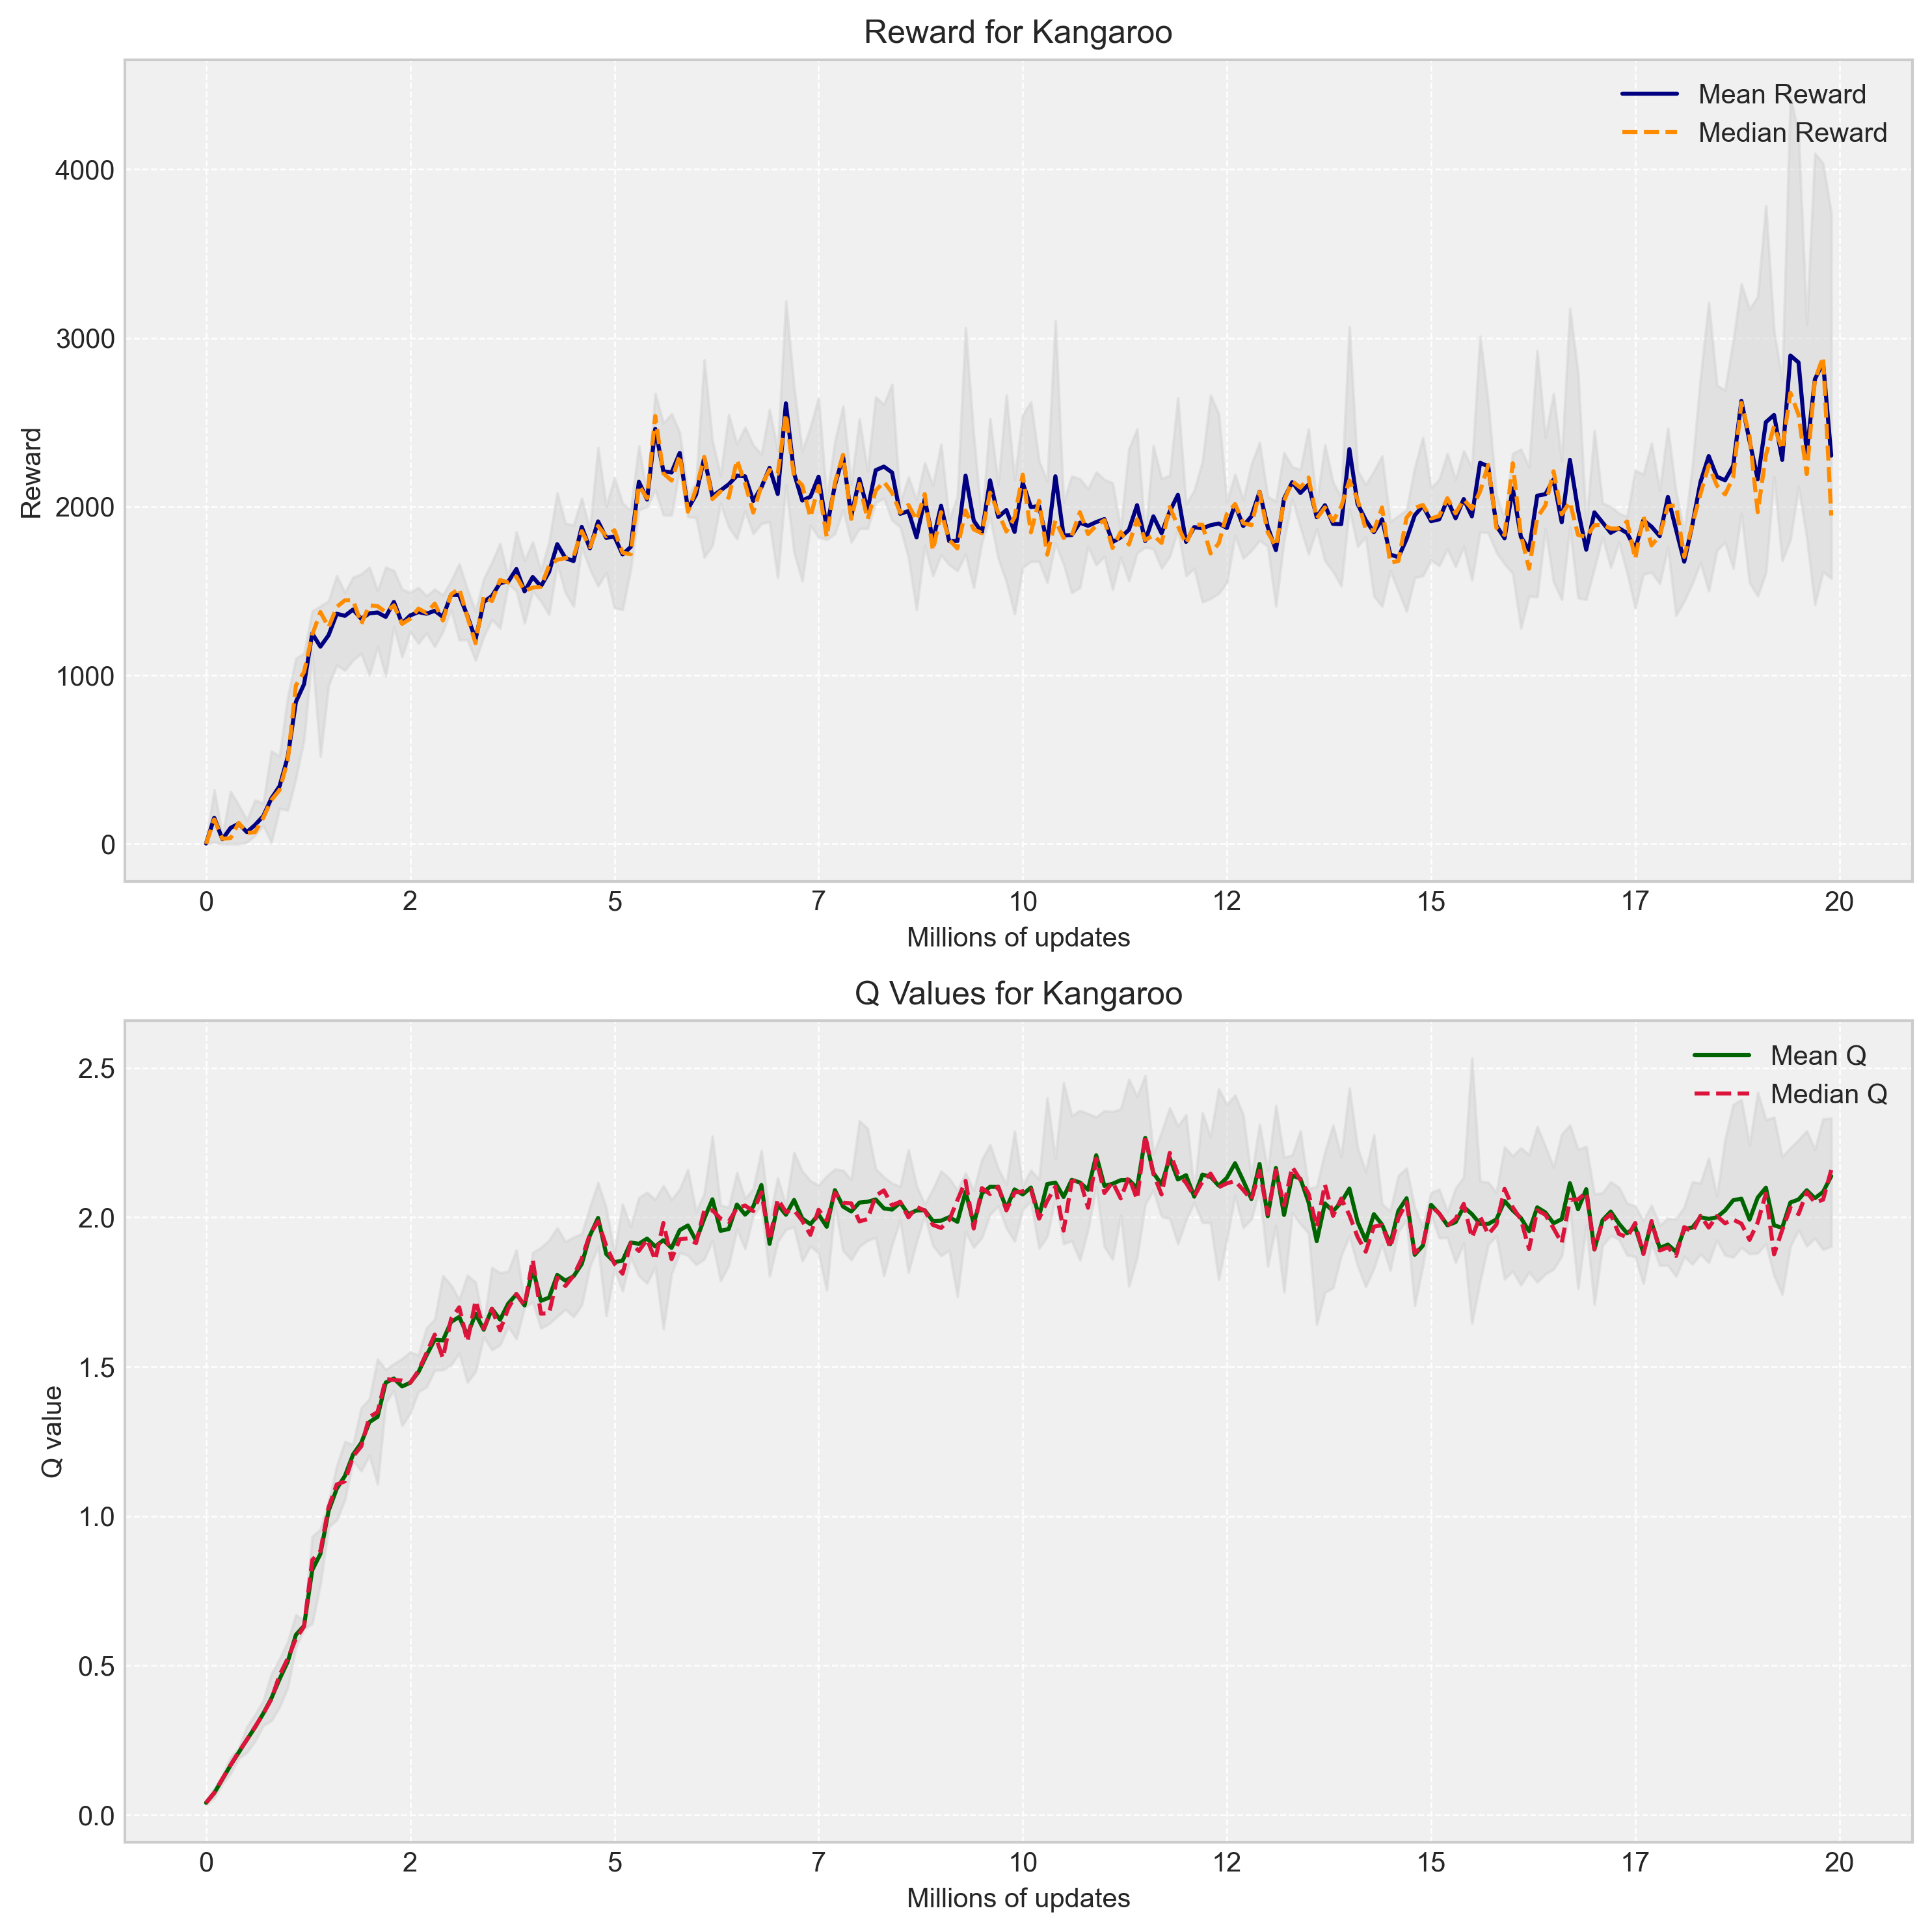 Reward for Kangaroo
Mean Reward
Median Reward
Reward
4000
3000
2000
1000
0
0 2 5 7 10 12 15 17 20
Millions of updates
Q Values for Kangaroo
Mean Q
Median Q
Q value
2.5
2.0
1.5
1.0
0.5
0.0
0 2 5 7 10 12 15 17 20
Millions of updates